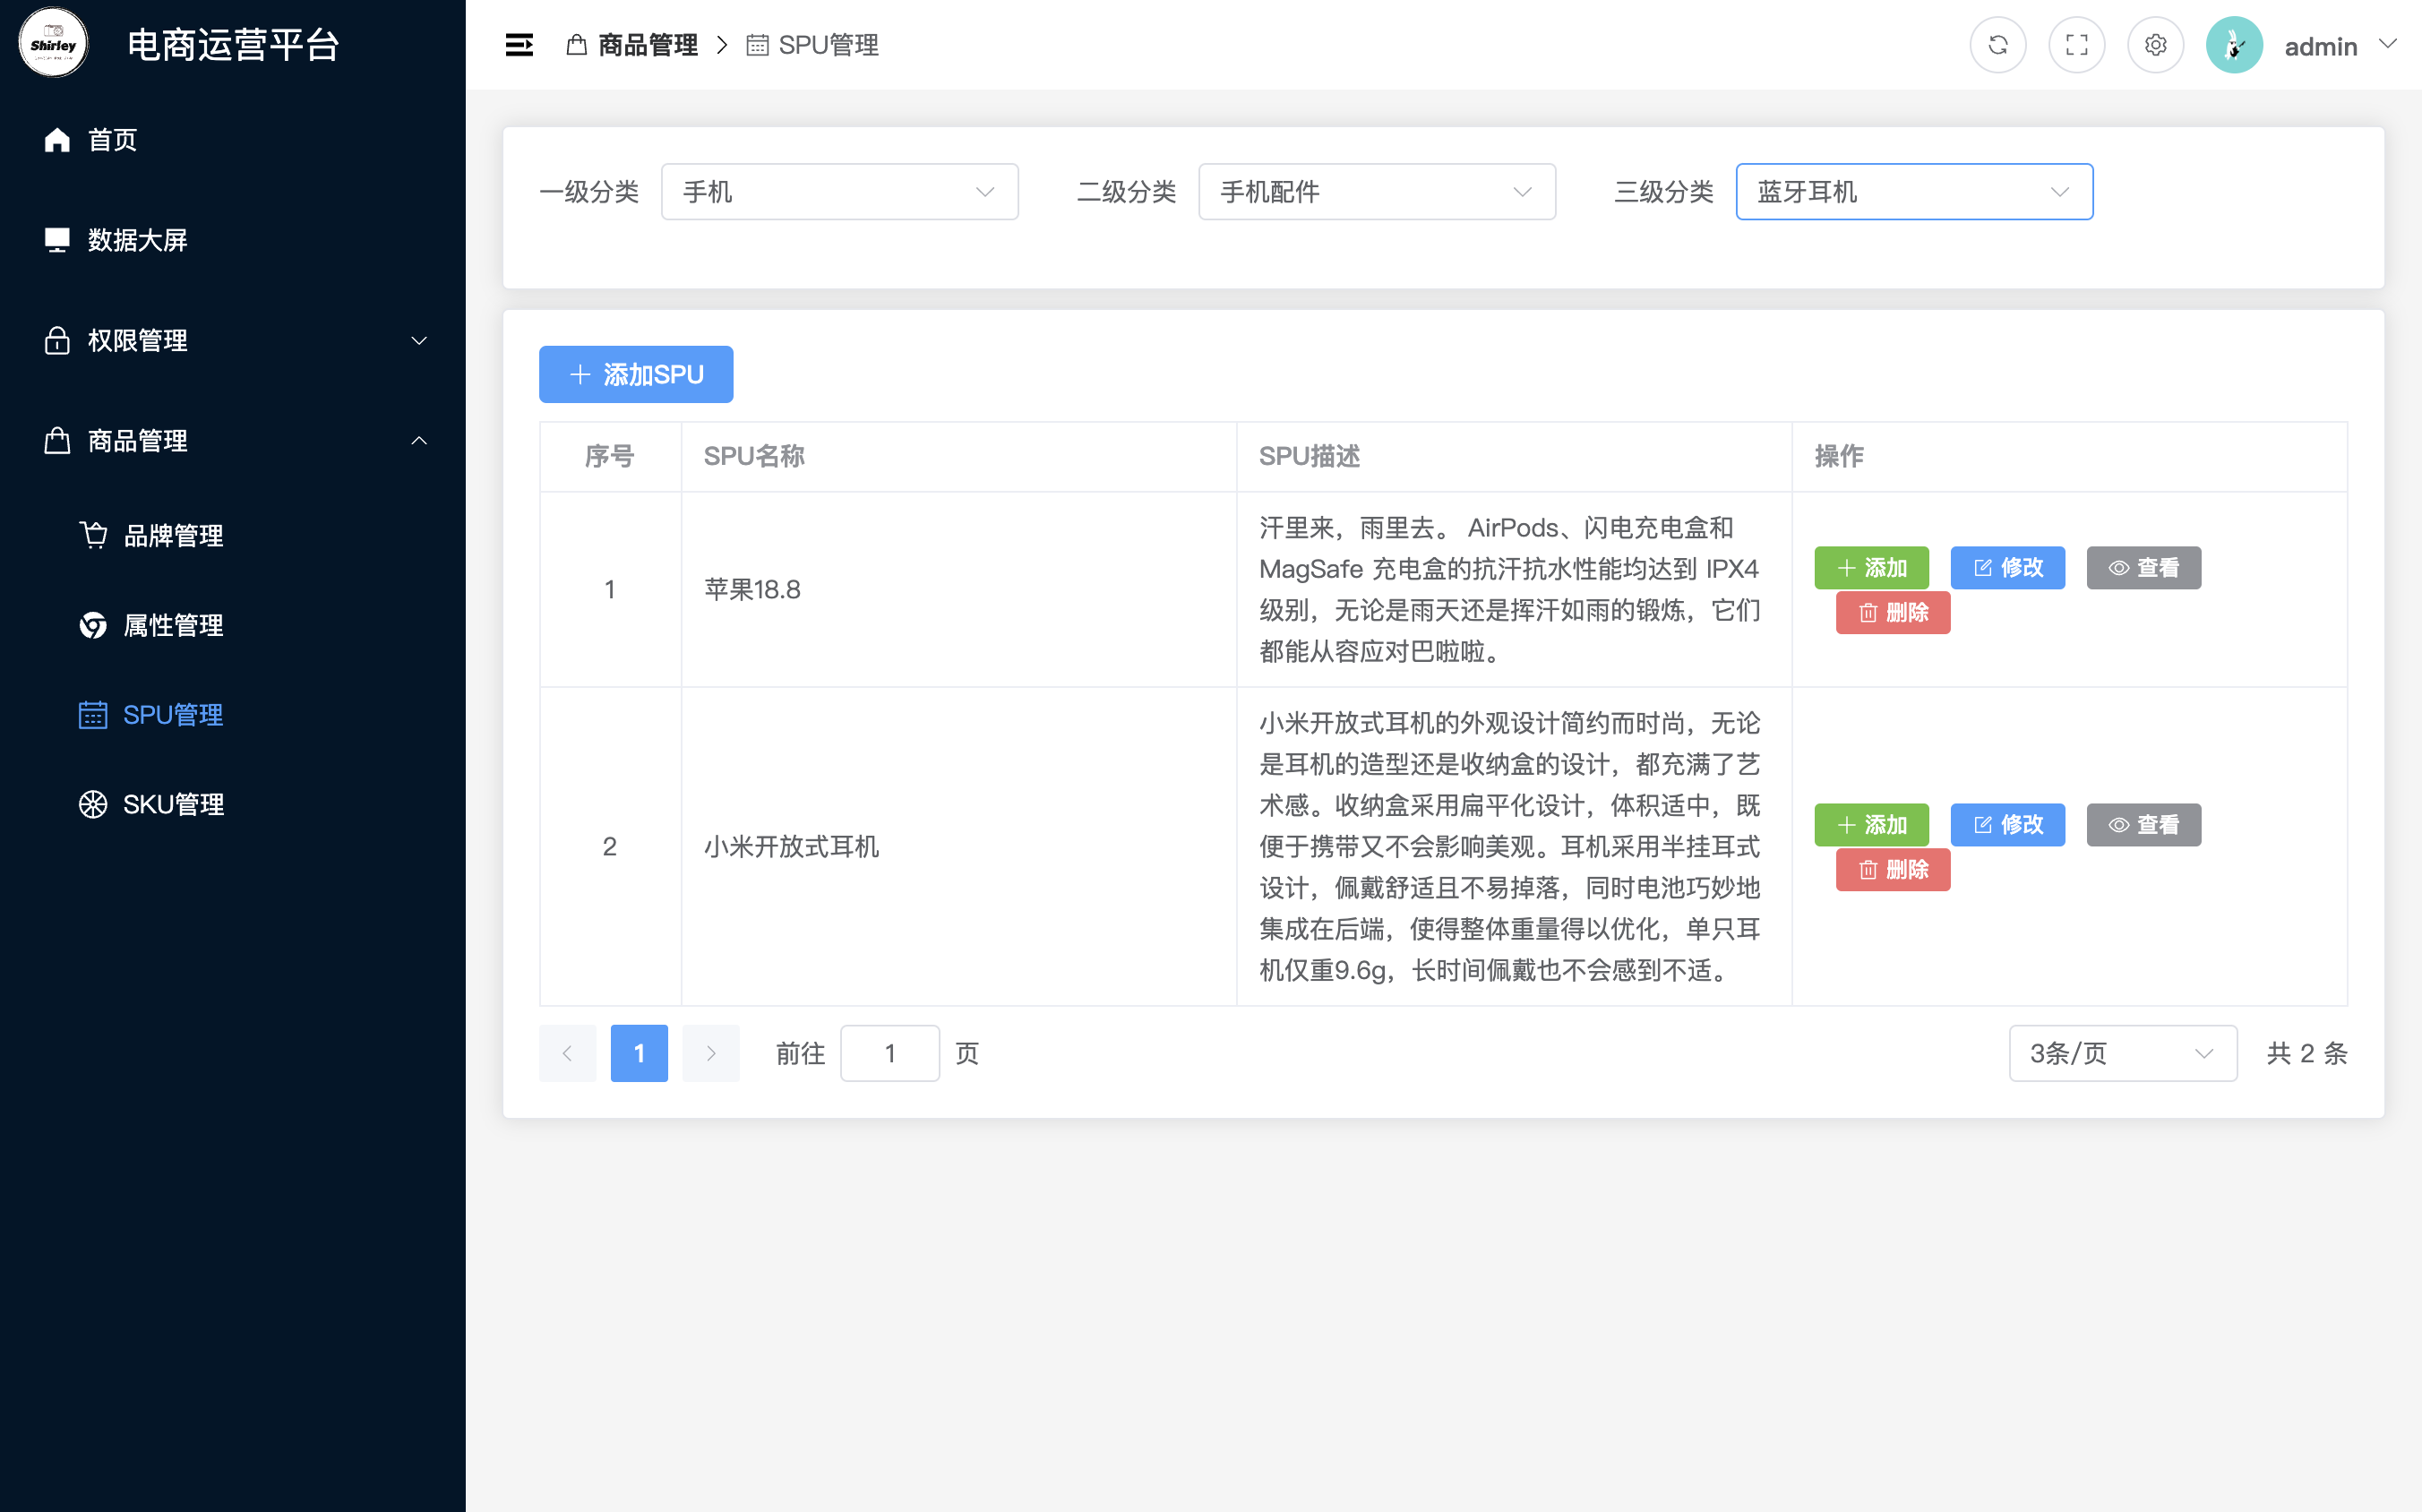 Shirley
电商运营平台
首页
数据大屏
权限管理
商品管理
品牌管理
属性管理
SPU管理
SKU管理
商品管理
SPU管理
admin
一级分类
手机
二级分类
手机配件
三级分类
蓝牙耳机
添加SPU
序号 SPU名称 SPU描述 操作
1
苹果18.8
汗里来，雨里去。 AirPods、闪电充电盒和
MagSafe 充电盒的抗汗抗水性能均达到 IPX4
级别，无论是雨天还是挥汗如雨的锻炼，它们
都能从容应对巴啦啦。
添加 修改 查看
删除
2
小米开放式耳机
小米开放式耳机的外观设计简约而时尚，无论
是耳机的造型还是收纳盒的设计，都充满了艺
术感。收纳盒采用扁平化设计，体积适中，既
便于携带又不会影响美观。耳机采用半挂耳式
设计，佩戴舒适且不易掉落，同时电池巧妙地
集成在后端，使得整体重量得以优化，单只耳
机仅重9.6g，长时间佩戴也不会感到不适。
添加 修改 查看
删除
1 前往 1 页 3条/页 共 2 条